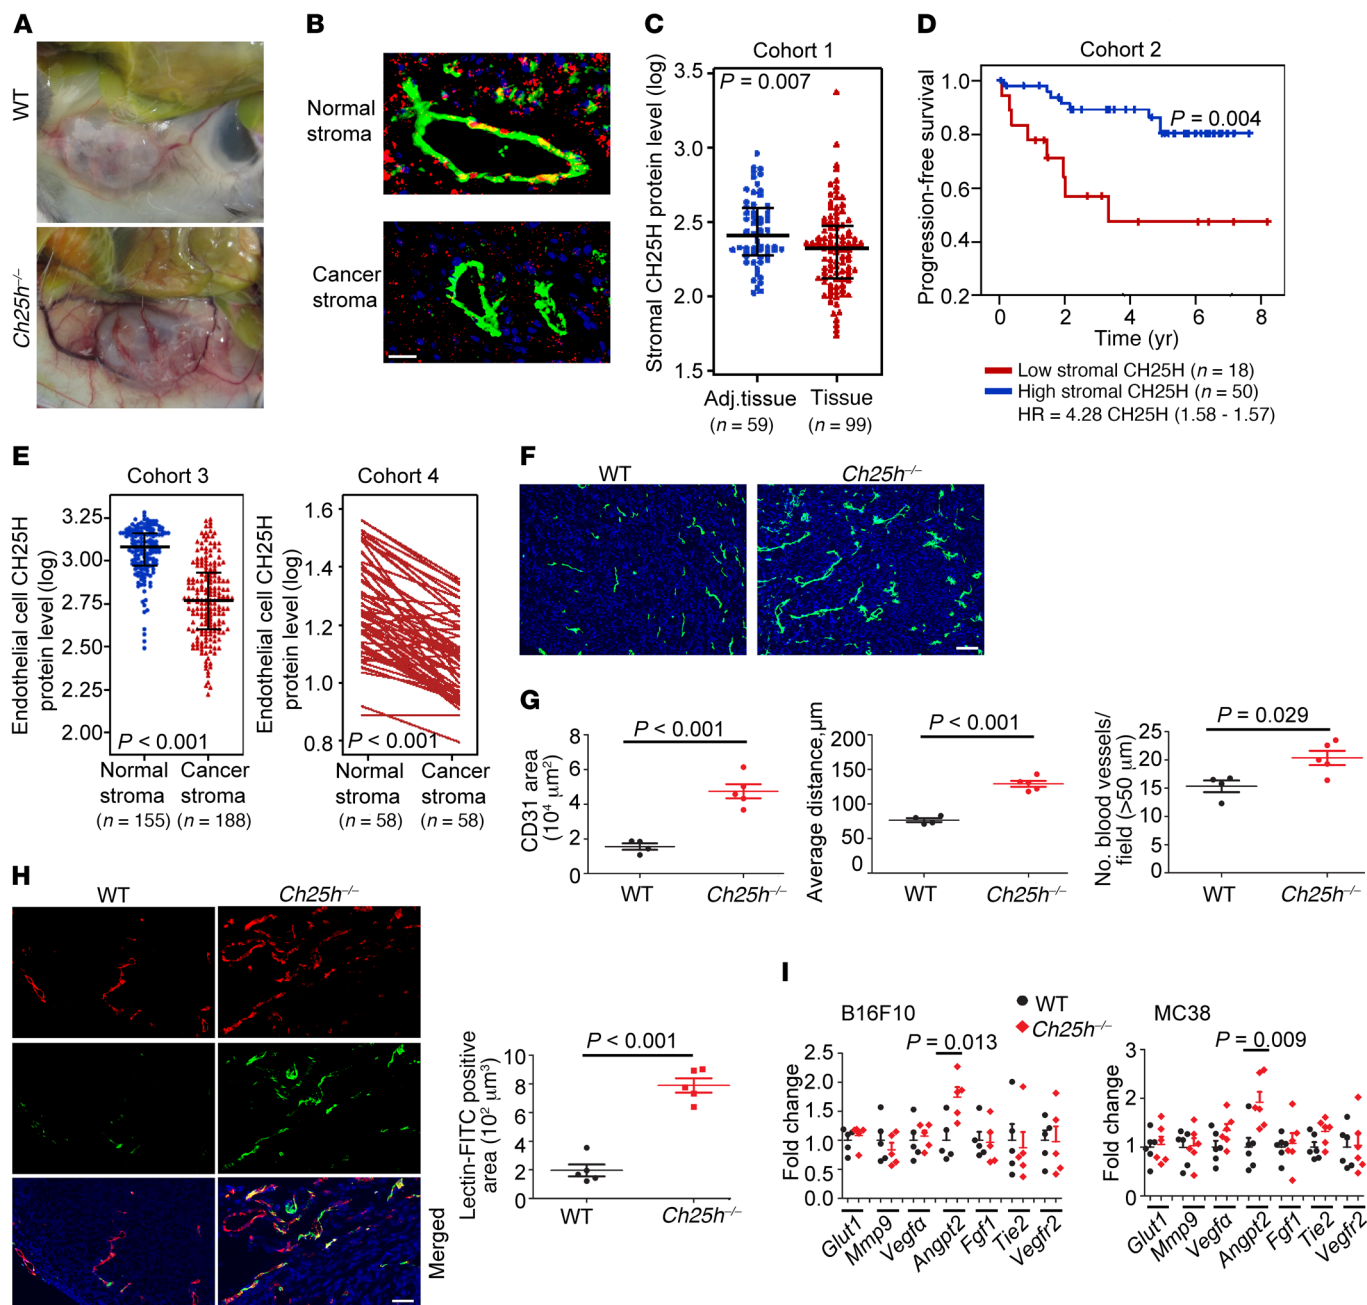 A
WT
Ch25h–/–
B
Normal
stroma
Cancer
stroma
C
Cohort 1
P = 0.007
Stromal CH25H protein level (log)
3.5
3.0
2.5
2.0
1.5
Adj.tissue
(n = 59)
Tissue
(n = 99)
D
Cohort 2
P = 0.004
Progression-free survival
1.0
0.8
0.6
0.4
0.2
0
2
4
6
8
Time (yr)
Low stromal CH25H (n = 18)
High stromal CH25H (n = 50)
HR = 4.28 CH25H (1.58 - 1.57)
E
Cohort 3
Endothelial cell CH25H
protein level (log)
3.25
3.00
2.75
2.50
2.25
2.00
P < 0.001
Normal
stroma
(n = 155)
Cancer
stroma
(n = 188)
Cohort 4
Endothelial cell CH25H
protein level (log)
1.6
1.4
1.2
1.0
0.8
P < 0.001
Normal
stroma
(n = 58)
Cancer
stroma
(n = 58)
F
WT
Ch25h–/–
G
P < 0.001
CD31 area
(10⁴ μm²)
8
6
4
2
0
WT
Ch25h–/–
P < 0.001
Average distance,μm
200
150
100
50
0
WT
Ch25h–/–
P = 0.029
No. blood vessels/
field (>50 μm)
25
20
15
10
5
0
WT
Ch25h–/–
H
WT
Ch25h–/–
Merged
P < 0.001
Lectin-FITC positive
area (10² μm³)
10
8
6
4
2
0
WT
Ch25h–/–
I
WT
Ch25h–/–
B16F10
P = 0.013
Fold change
2.5
2.0
1.5
1.0
0.5
0.0
Glut1
Mmp9
Vegfα
Angpt2
Fgf1
Tie2
Vegfr2
MC38
P = 0.009
Fold change
3
2
1
0
Glut1
Mmp9
Vegfα
Angpt2
Fgf1
Tie2
Vegfr2